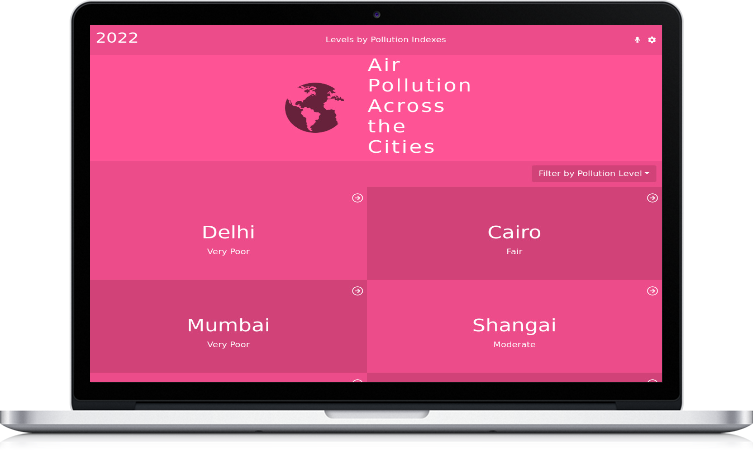 2022
Levels by Pollution Indexes
Air
Pollution
Across
the
Cities
Filter by Pollution Level
Delhi
Very Poor
Cairo
Fair
Mumbai
Very Poor
Shangai
Moderate